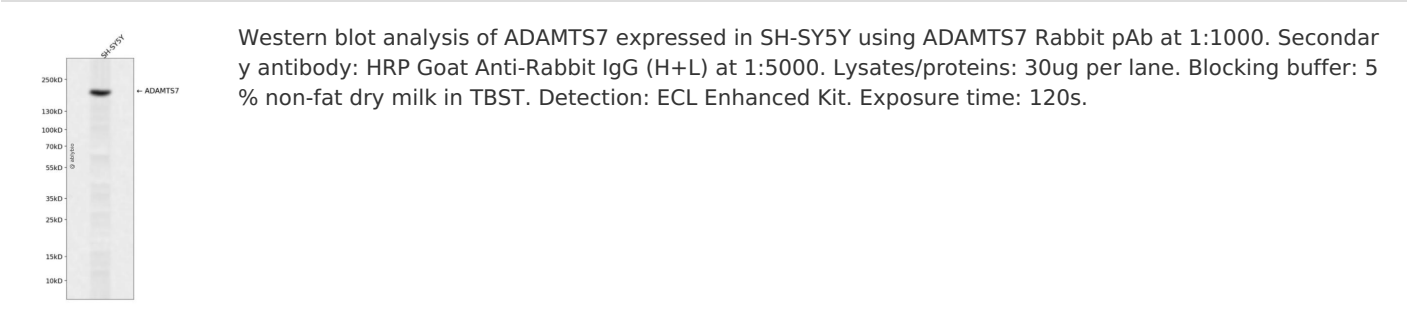 SH-SY5Y
250kD
← ADAMTS7
130kD
100kD
70kD
55kD
@ abybio
35kD
25kD
15kD
10kD
Western blot analysis of ADAMTS7 expressed in SH-SY5Y using ADAMTS7 Rabbit pAb at 1:1000. Secondar
y antibody: HRP Goat Anti-Rabbit IgG (H+L) at 1:5000. Lysates/proteins: 30ug per lane. Blocking buffer: 5
% non-fat dry milk in TBST. Detection: ECL Enhanced Kit. Exposure time: 120s.